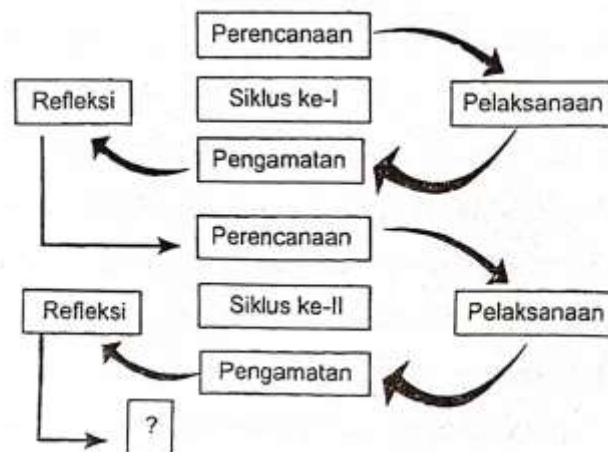 Perencanaan
Refleksi
Siklus ke-I
Pelaksanaan
Pengamatan
Perencanaan
Refleksi
Siklus ke-II
Pelaksanaan
Pengamatan
?